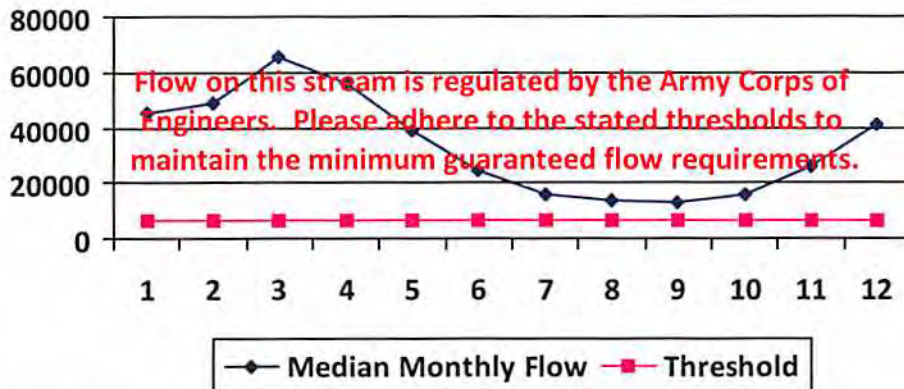 80000
60000
40000
20000
0
Flow on this stream is regulated by the Army Corps of
Engineers. Please adhere to the stated thresholds to
maintain the minimum guaranteed flow requirements.
1 2 3 4 5 6 7 8 9 10 11 12
Median Monthly Flow Threshold